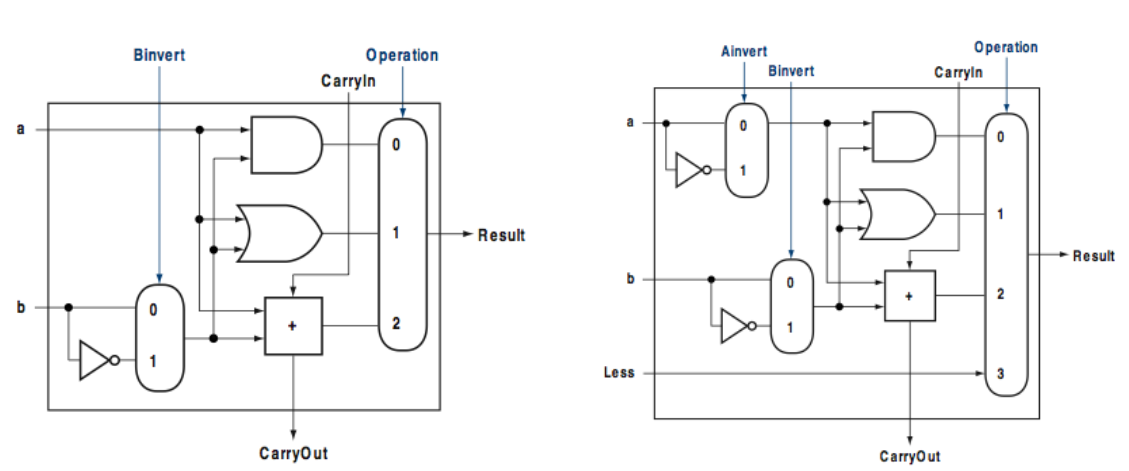 Binvert
Operation
CarryIn
a
0
1
Result
b
0
2
+
1
CarryOut
Ainvert
Operation
Binvert
CarryIn
a
0
0
1
1
Result
b
0
2
+
1
Less
3
CarryOut